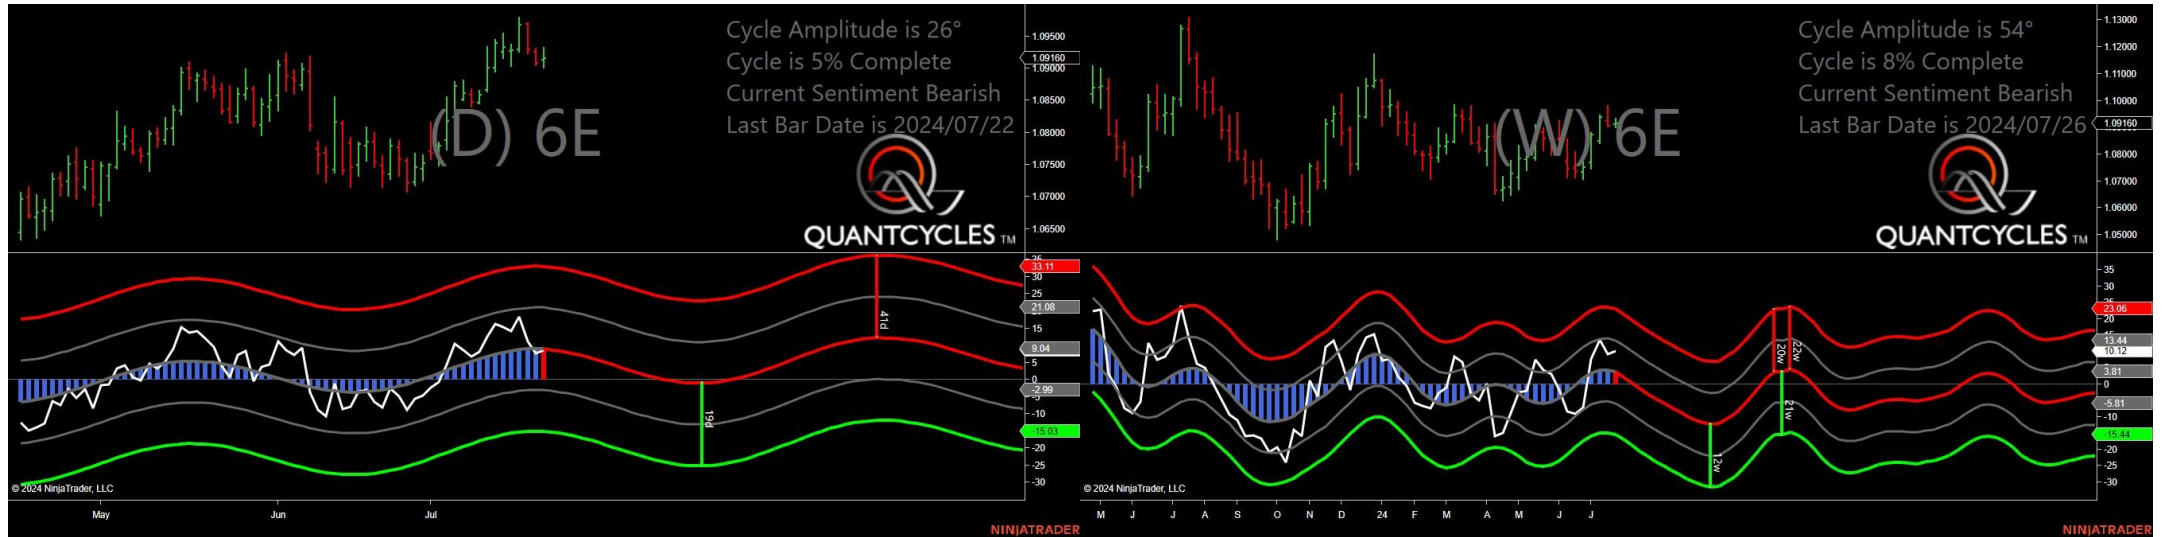 Cycle Amplitude is 26°
Cycle is 5% Complete
Current Sentiment Bearish
Last Bar Date is 2024/07/22
(D) 6E
QUANTCYCLES TM
1.09500
1.09160
1.09000
1.08500
1.08000
1.07500
1.07000
1.06500
35
33.11
30
25
21.08
15
9.04
5
0
-2.99
-5
-10
-15.03
-20
-25
-30
41d
19d
© 2024 NinjaTrader, LLC
May
Jun
Jul
NINJATRADER
Cycle Amplitude is 54°
Cycle is 8% Complete
Current Sentiment Bearish
Last Bar Date is 2024/07/26
(W) 6E
QUANTCYCLES TM
1.13000
1.12000
1.11000
1.10000
1.09160
1.08000
1.07000
1.06000
1.05000
35
30
23.06
20
13.44
10.12
3.81
0
-5.81
-10
-15.44
-20
-25
-30
20w
22w
21w
12w
© 2024 NinjaTrader, LLC
M
J
J
A
S
O
N
D
24
F
M
A
M
J
J
NINJATRADER